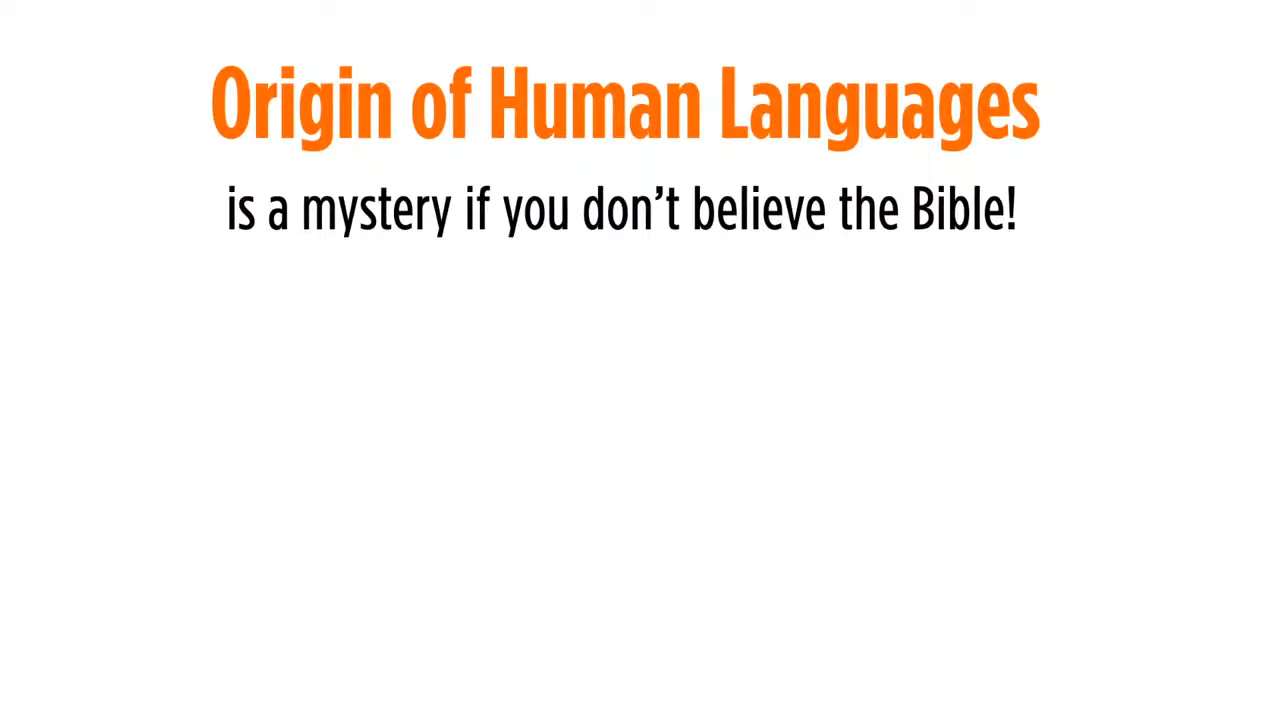 Origin of Human Languages
is a mystery if you don’t believe the Bible!